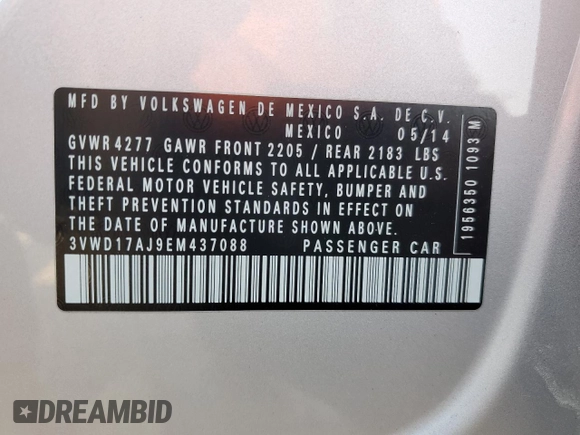 MFD BY VOLKSWAGEN DE MEXICO S.A. DE C.V.
MEXICO 05/14
GVWR 4277 GAWR FRONT 2205 / REAR 2183 LBS
THIS VEHICLE CONFORMS TO ALL APPLICABLE U.S.
FEDERAL MOTOR VEHICLE SAFETY, BUMPER AND
THEFT PREVENTION STANDARDS IN EFFECT ON
THE DATE OF MANUFACTURE SHOWN ABOVE.
3VWD17AJ9EM437088 PASSENGER CAR
1956350 1093 M
DREAMBID